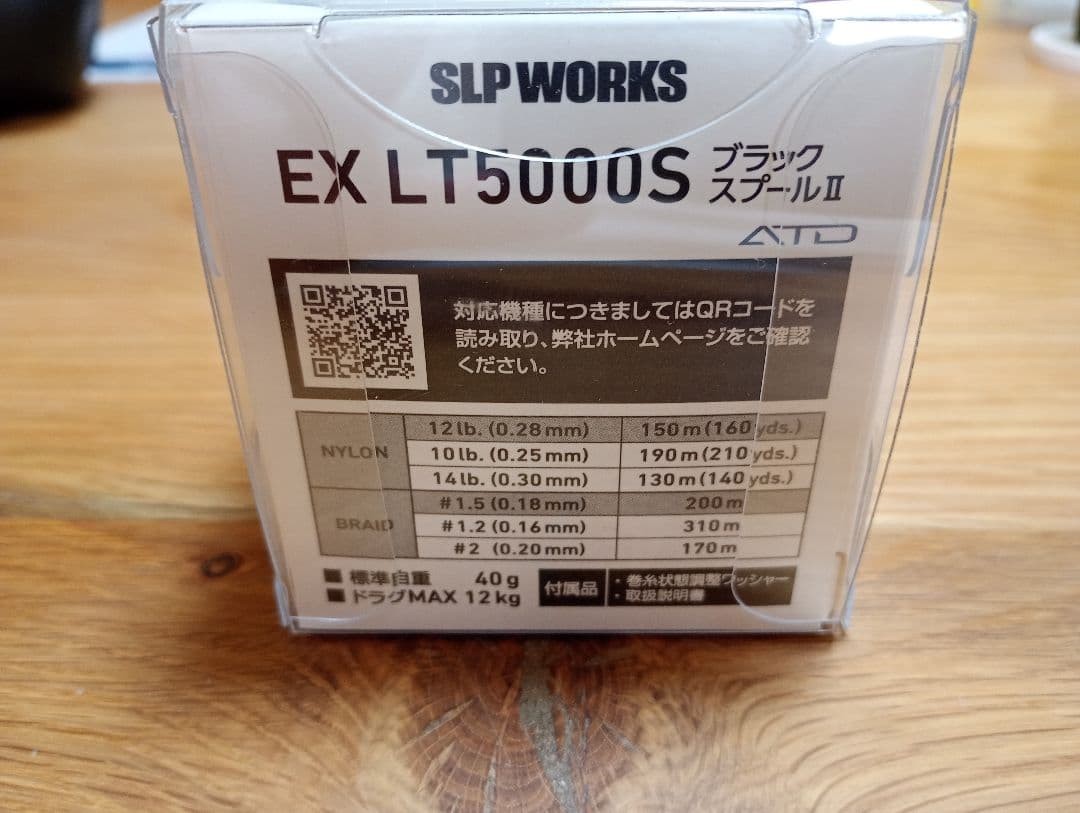 SLP WORKS
EX LT5000S ブラック
スプールⅡ
ATD
対応機種につきましてはQRコードを
読み取り、弊社ホームページをご確認
ください。
NYLON
12lb. (0.28mm) 150m(160yds.)
10lb. (0.25mm) 190m(210yds.)
14lb. (0.30mm) 130m(140yds.)
BRAID
#1.5 (0.18mm) 200m
#1.2 (0.16mm) 310m
#2 (0.20mm) 170m
■ 標準自重 40g
■ ドラグMAX 12kg
付属品
・巻糸状態調整ワッシャー
・取扱説明書